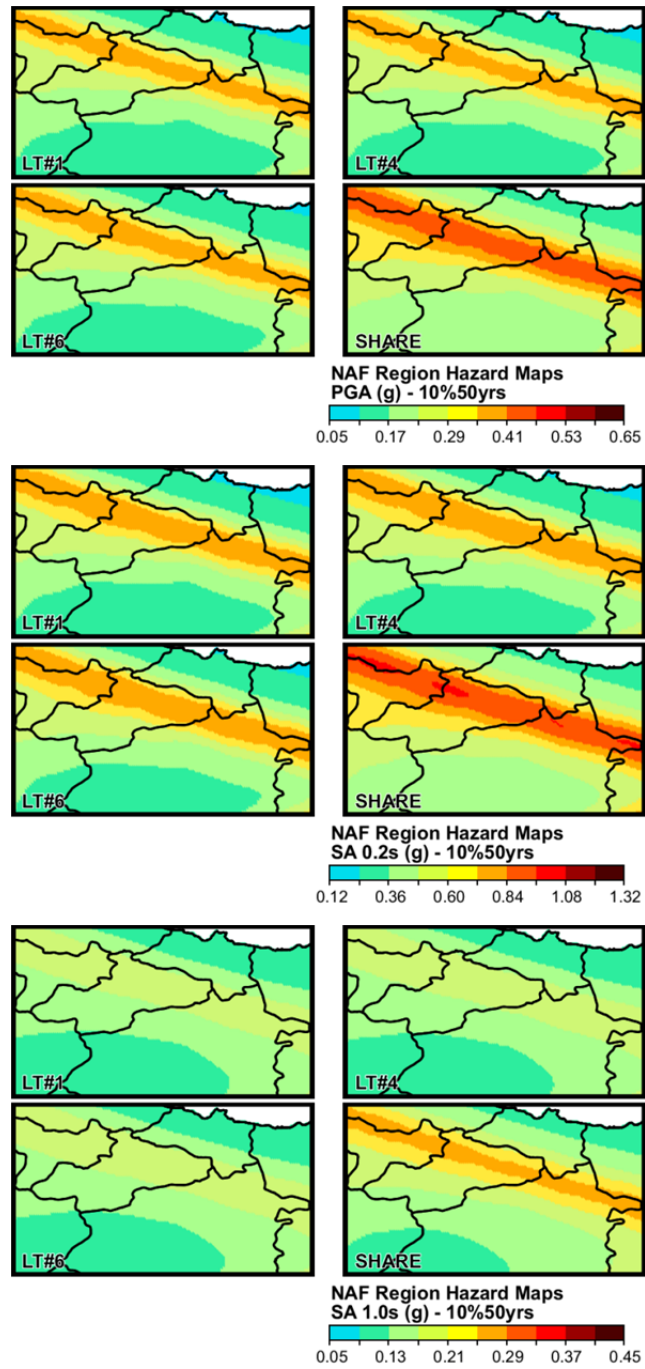 LT#1
LT#4
LT#6
SHARE
NAF Region Hazard Maps
PGA (g) - 10%50yrs
0.05 0.17 0.29 0.41 0.53 0.65
LT#1
LT#4
LT#6
SHARE
NAF Region Hazard Maps
SA 0.2s (g) - 10%50yrs
0.12 0.36 0.60 0.84 1.08 1.32
LT#1
LT#4
LT#6
SHARE
NAF Region Hazard Maps
SA 1.0s (g) - 10%50yrs
0.05 0.13 0.21 0.29 0.37 0.45